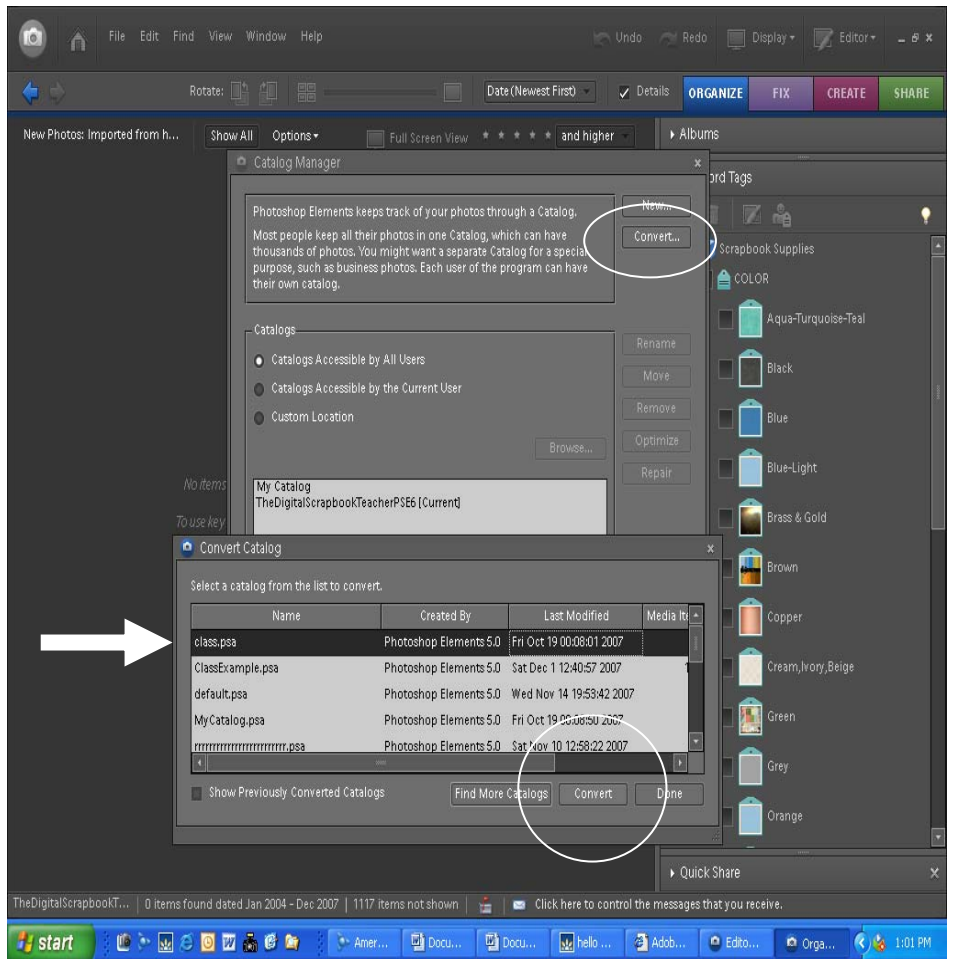 File Edit Find View Window Help
Undo Redo Display Editor
Rotate: Date (Newest First) Details ORGANIZE FIX CREATE SHARE
New Photos: Imported from h... Show All Options Full Screen View and higher
Albums
Catalog Manager
ord Tags
Photoshop Elements keeps track of your photos through a Catalog.
Most people keep all their photos in one Catalog, which can have
thousands of photos. You might want a separate Catalog for a special
purpose, such as business photos. Each user of the program can have
their own catalog.
New...
Convert...
Catalogs
Catalogs Accessible by All Users
Catalogs Accessible by the Current User
Custom Location
Browse...
Rename
Move
Remove
Optimize
Repair
My Catalog
TheDigitalScrapbookTeacherPSE6 [Current]
No items
To use key
Scrapbook Supplies
COLOR
Aqua-Turquoise-Teal
Black
Blue
Blue-Light
Brass & Gold
Brown
Copper
Cream,Ivory,Beige
Green
Grey
Orange
Convert Catalog
Select a catalog from the list to convert.
Name Created By Last Modified Media Ite
class.psa Photoshop Elements 5.0 Fri Oct 19 00:08:01 2007
ClassExample.psa Photoshop Elements 5.0 Sat Dec 1 12:40:57 2007 1
default.psa Photoshop Elements 5.0 Wed Nov 14 19:53:42 2007
MyCatalog.psa Photoshop Elements 5.0 Fri Oct 19 00:08:50 2007
Photoshop Elements 5.0 Sat Nov 10 12:58:22 2007
Show Previously Converted Catalogs Find More Catalogs Convert Done
Quick Share
TheDigitalScrapbookT... 0 items found dated Jan 2004 - Dec 2007 1117 items not shown Click here to control the messages that you receive.
start Amer... Docu... Docu... hello ... Adob... Edito... Orga... 1:01 PM